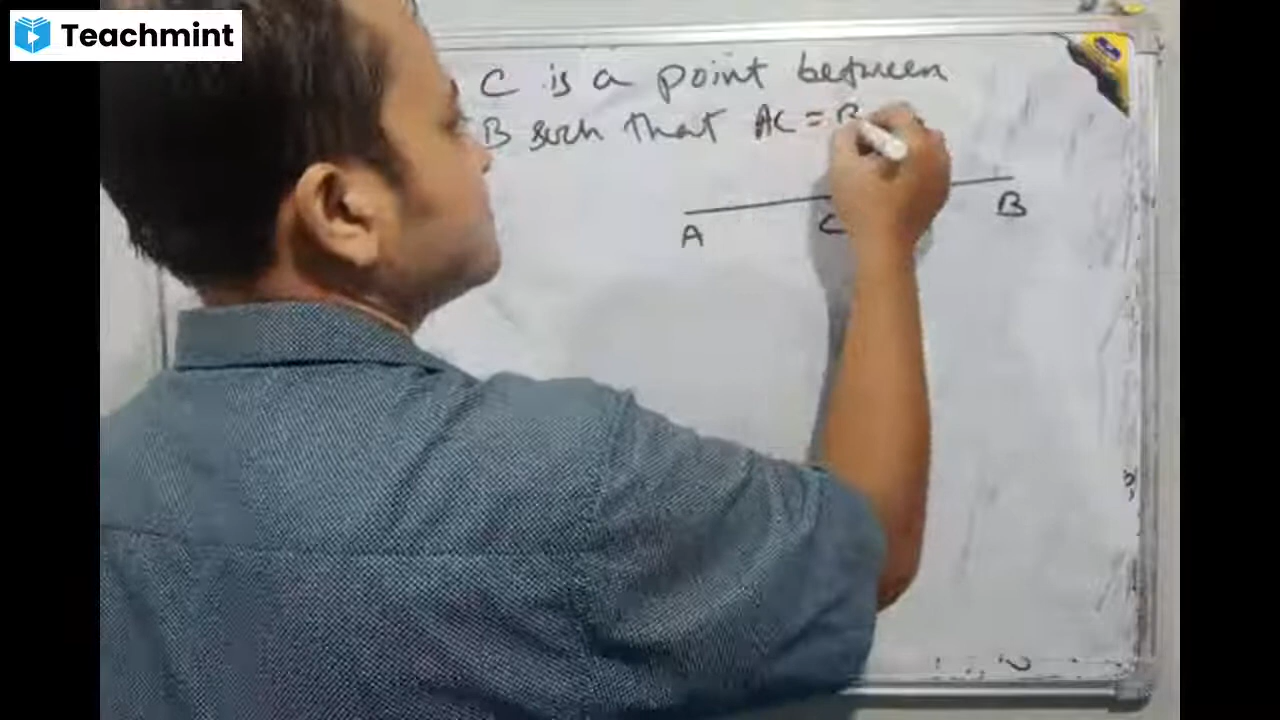 Teachmint
C is a point between
B such that AC = B
A
C
B